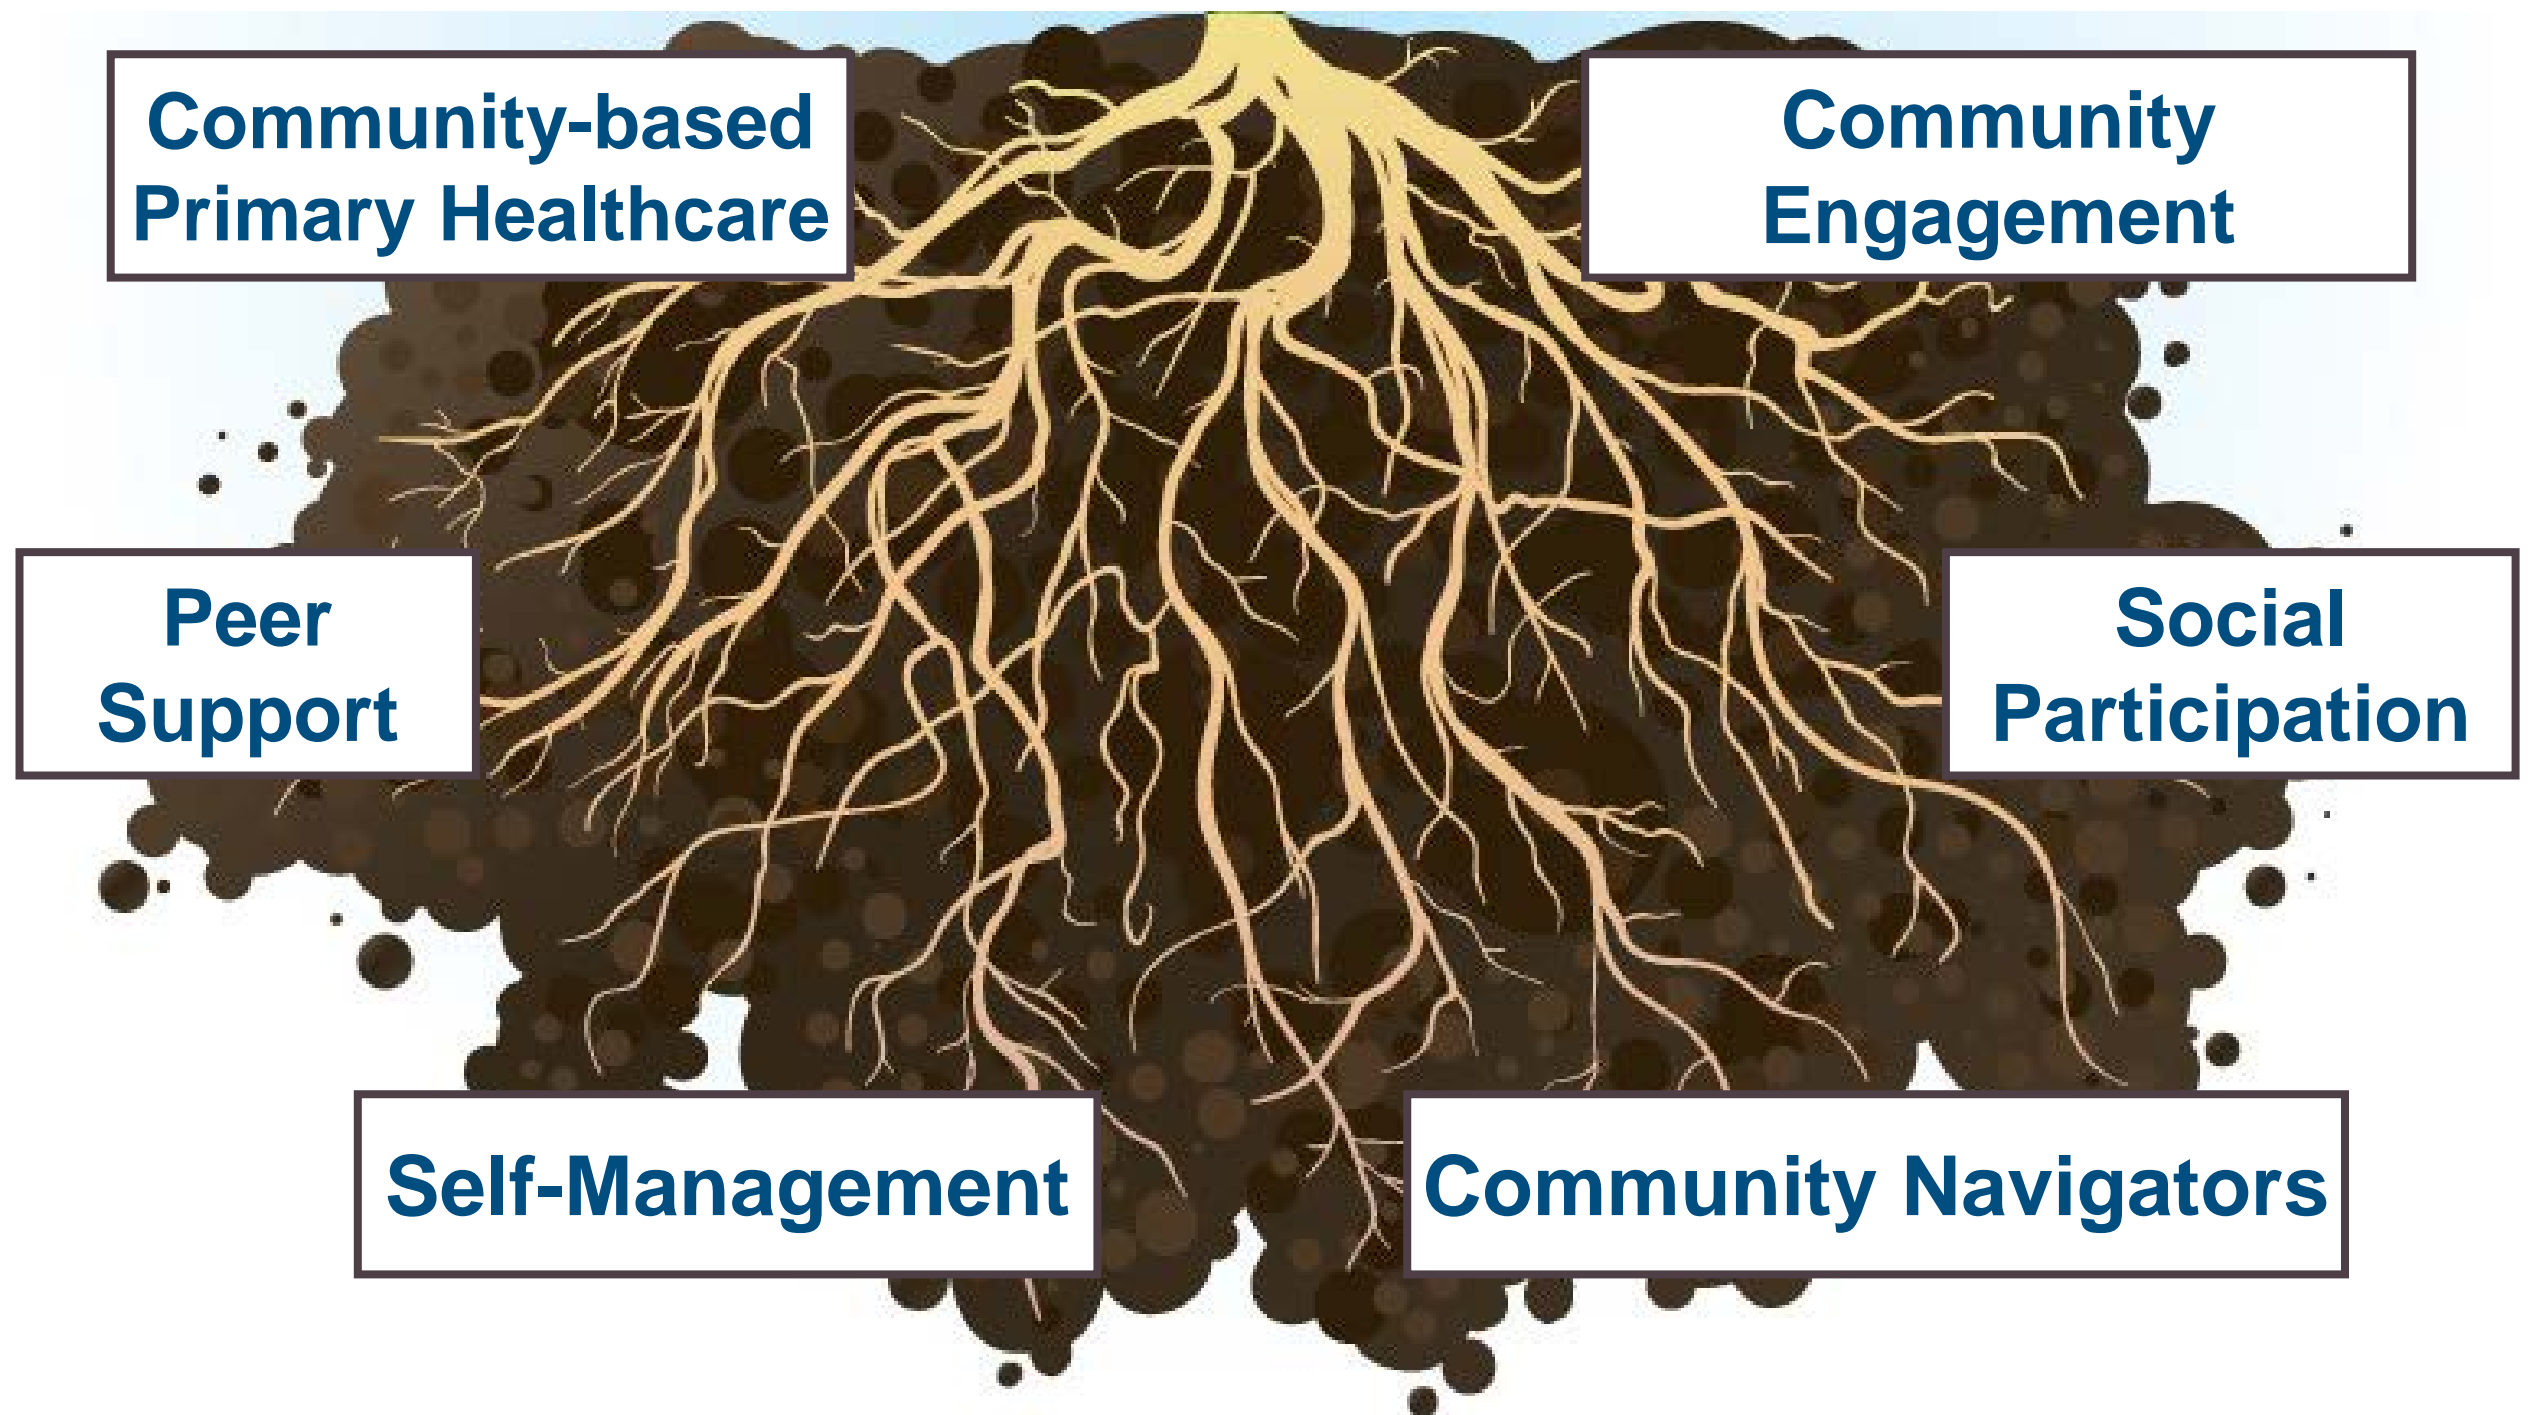 Community-based
Primary Healthcare
Community
Engagement
Peer
Support
Social
Participation
Self-Management
Community Navigators